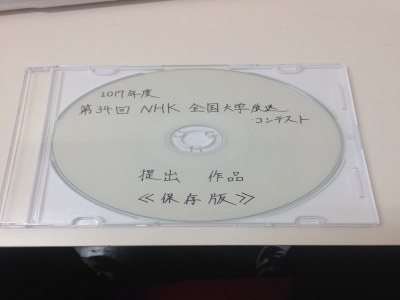 2017年度
第34回 NHK 全国大学放送
コンテスト
提出 作品
≪保存版≫